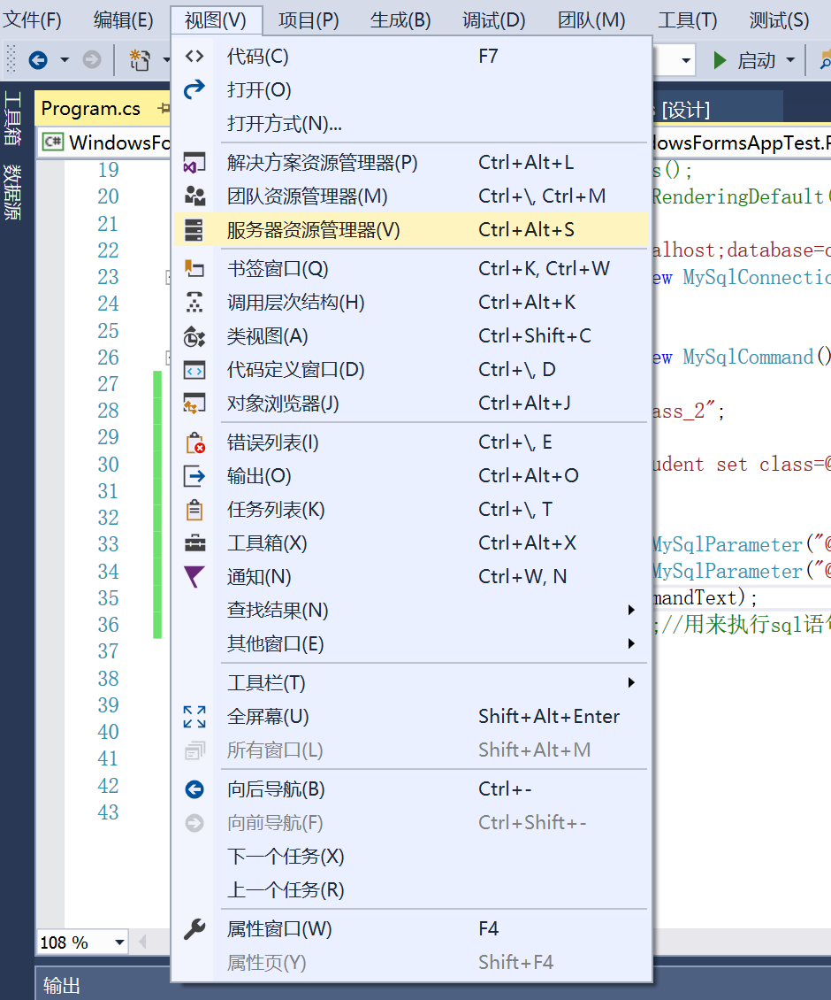 文件(F) 编辑(E) 视图(V) 项目(P) 生成(B) 调试(D) 团队(M) 工具(T) 测试(S)
启动
工具箱
数据源
Program.cs
[设计]
C# WindowsFo
dowsFormsAppTest.P
代码(C) F7
打开(O)
打开方式(N)...
解决方案资源管理器(P) Ctrl+Alt+L
团队资源管理器(M) Ctrl+\, Ctrl+M
服务器资源管理器(V) Ctrl+Alt+S
书签窗口(Q) Ctrl+K, Ctrl+W
调用层次结构(H) Ctrl+Alt+K
类视图(A) Ctrl+Shift+C
代码定义窗口(D) Ctrl+\, D
对象浏览器(J) Ctrl+Alt+J
错误列表(I) Ctrl+\, E
输出(O) Ctrl+Alt+O
任务列表(K) Ctrl+\, T
工具箱(X) Ctrl+Alt+X
通知(N) Ctrl+W, N
查找结果(N)
其他窗口(E)
工具栏(T)
全屏幕(U) Shift+Alt+Enter
所有窗口(L) Shift+Alt+M
向后导航(B) Ctrl+-
向前导航(F) Ctrl+Shift+-
下一个任务(X)
上一个任务(R)
属性窗口(W) F4
属性页(Y) Shift+F4
19 s();
20 RenderingDefault(
21
22 alhost;database=
23 ew MySqlConnectio
24
25
26 ew MySqlCommand()
27
28 ass_2";
29
30 udent set class=@
31
32
33 MySqlParameter("@
34 MySqlParameter("@
35 mandText);
36 ;//用来执行sql语句
37
38
39
40
41
42
43
108 %
输出